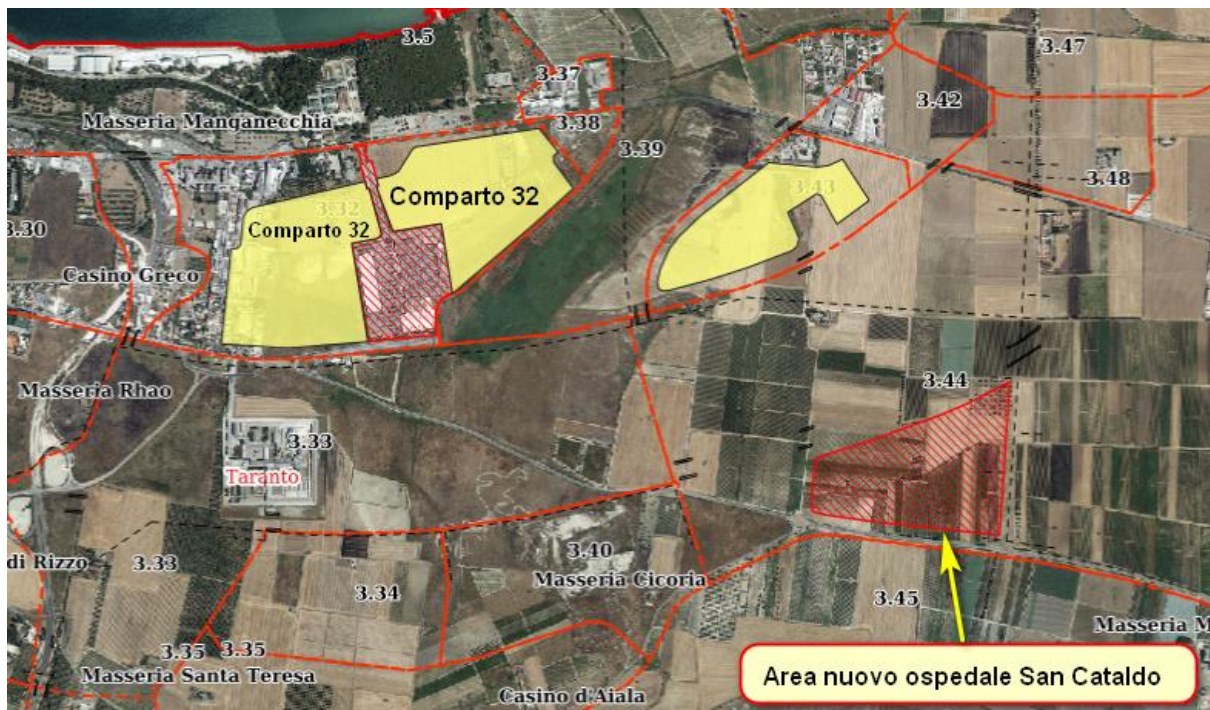 3.5
3.47
3.37
3.42
Masseria Manganecchia
3.38
3.39
3.48
Comparto 32
3.43
3.32
3.30
Comparto 32
Casino Greco
3.44
Masseria Rhao
3.33
Taranto
di Rizzo
3.33
3.40
Masseria Cicoria
3.34
3.45
Masseria M
3.35
3.35
Masseria Santa Teresa
Area nuovo ospedale San Cataldo
Casino d'Aiala